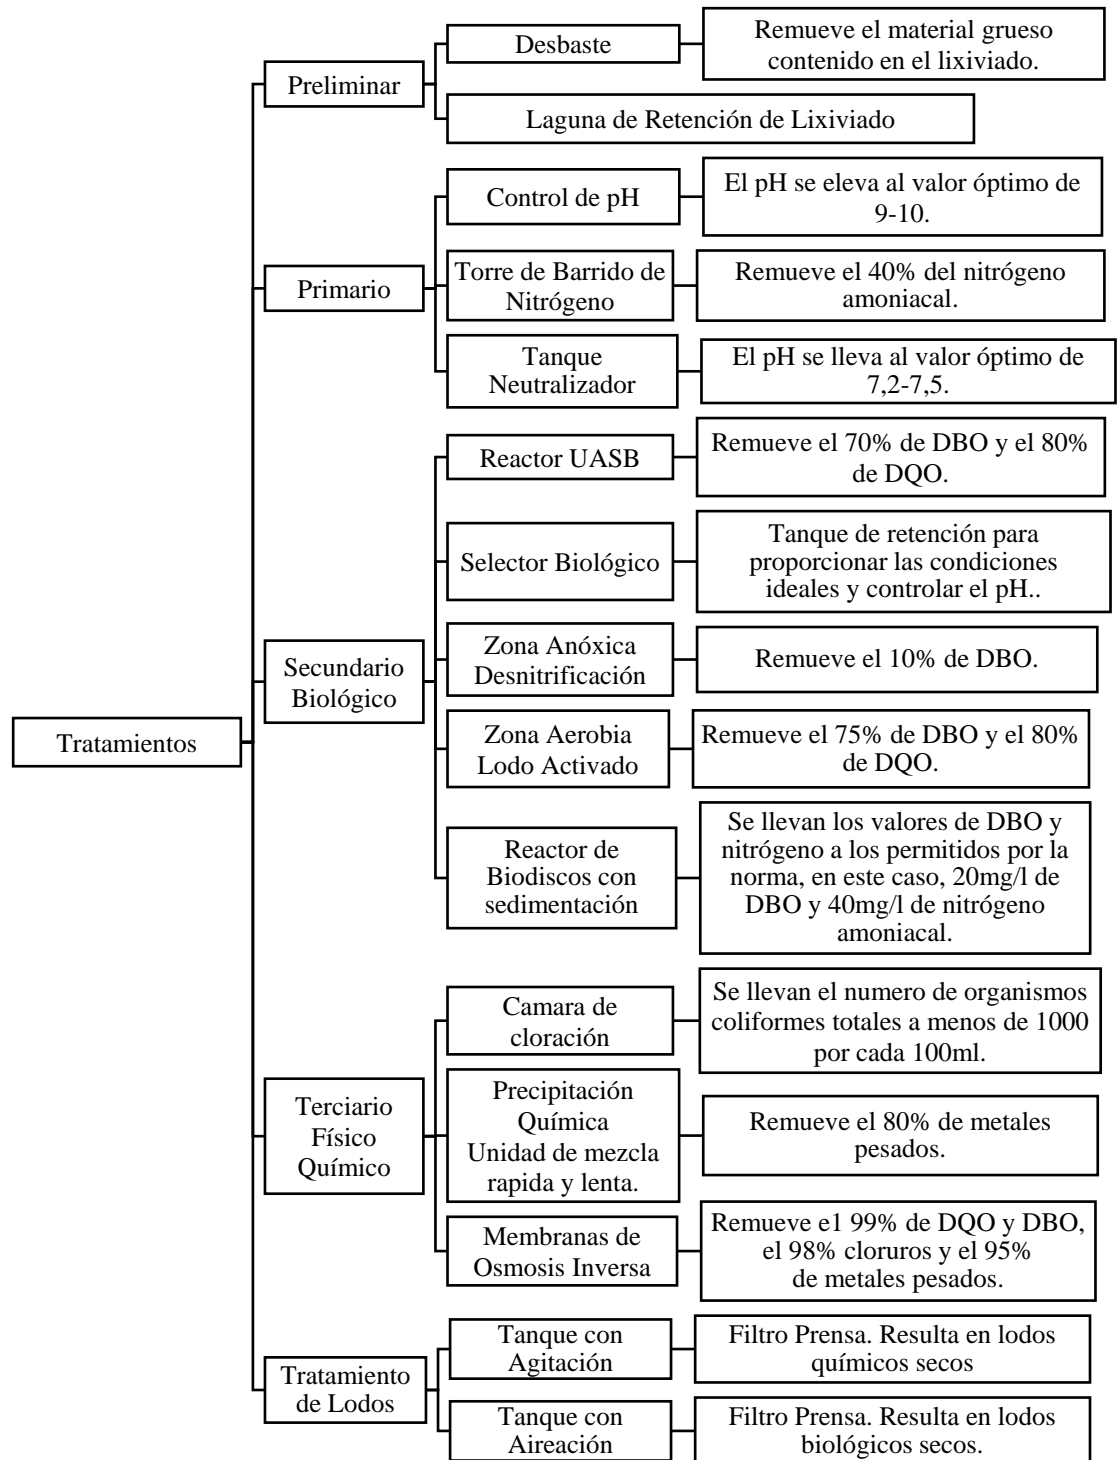 Tratamientos
Preliminar
Desbaste
Remueve el material grueso
contenido en el lixiviado.
Laguna de Retención de Lixiviado
Primario
Control de pH
El pH se eleva al valor óptimo de
9-10.
Torre de Barrido de
Nitrógeno
Remueve el 40% del nitrógeno
amoniacal.
Tanque
Neutralizador
El pH se lleva al valor óptimo de
7,2-7,5.
Secundario
Biológico
Reactor UASB
Remueve el 70% de DBO y el 80%
de DQO.
Selector Biológico
Tanque de retención para
proporcionar las condiciones
ideales y controlar el pH..
Zona Anóxica
Desnitrificación
Remueve el 10% de DBO.
Zona Aerobia
Lodo Activado
Remueve el 75% de DBO y el 80%
de DQO.
Reactor de
Biodiscos con
sedimentación
Se llevan los valores de DBO y
nitrógeno a los permitidos por la
norma, en este caso, 20mg/l de
DBO y 40mg/l de nitrógeno
amoniacal.
Terciario
Físico
Químico
Camara de
cloración
Se llevan el numero de organismos
coliformes totales a menos de 1000
por cada 100ml.
Precipitación
Química
Unidad de mezcla
rapida y lenta.
Remueve el 80% de metales
pesados.
Membranas de
Osmosis Inversa
Remueve e1 99% de DQO y DBO,
el 98% cloruros y el 95%
de metales pesados.
Tratamiento
de Lodos
Tanque con
Agitación
Filtro Prensa. Resulta en lodos
químicos secos
Tanque con
Aireación
Filtro Prensa. Resulta en lodos
biológicos secos.